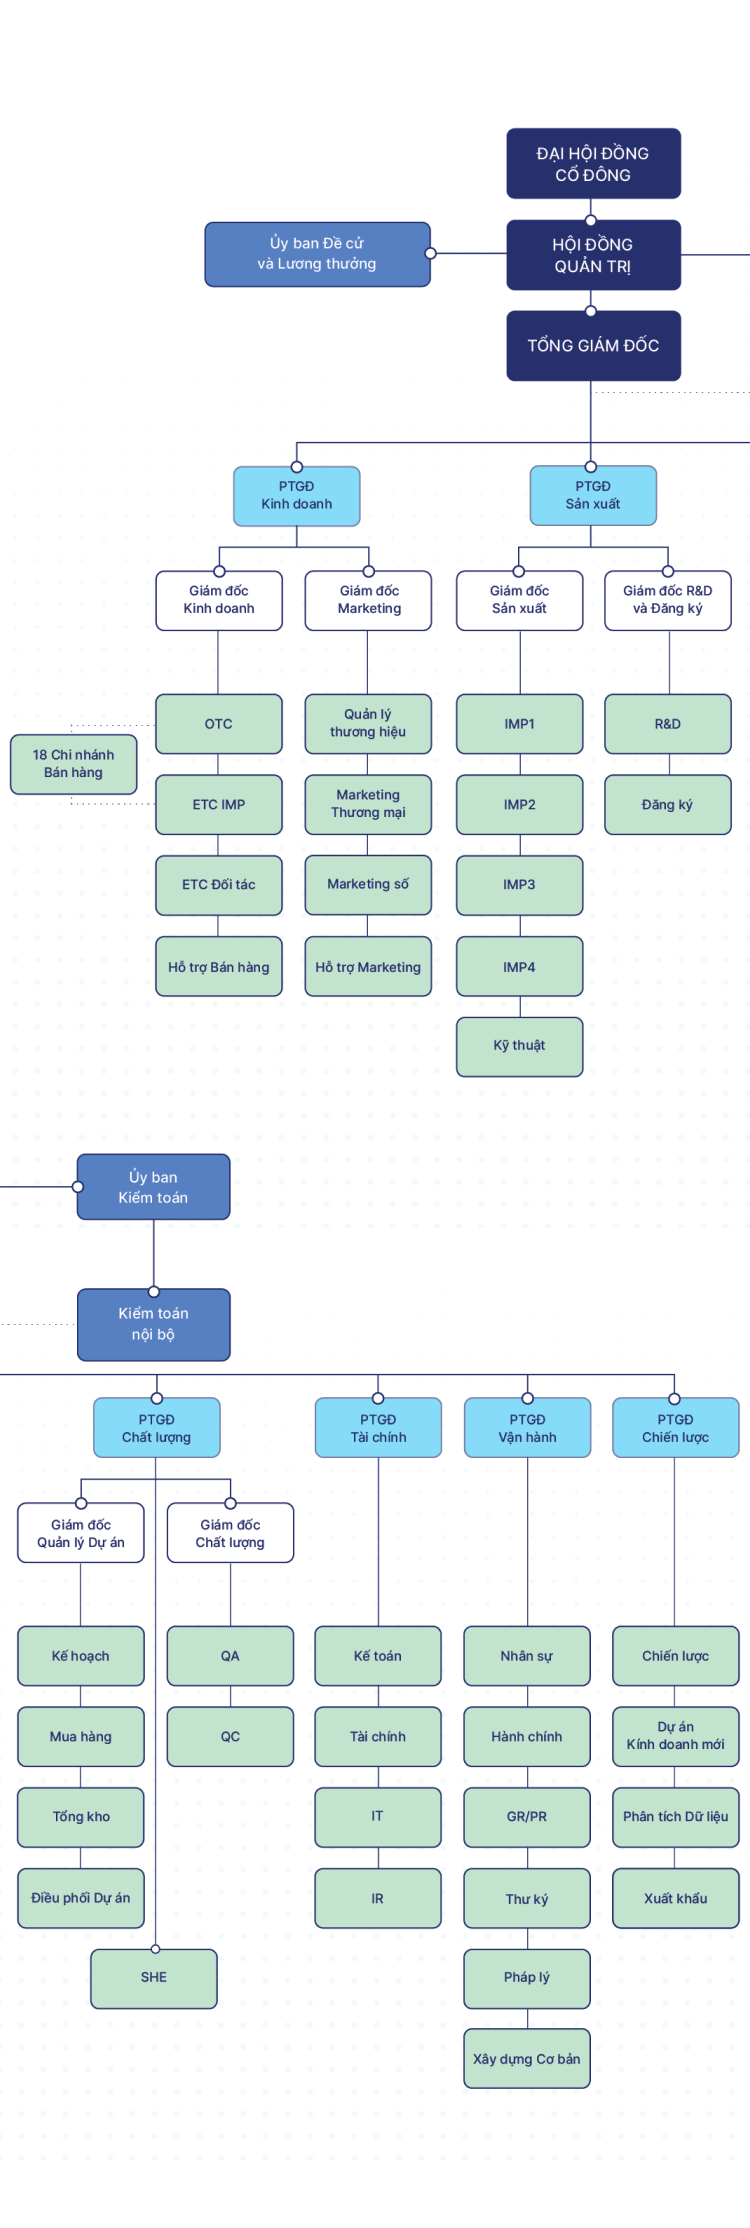 ĐẠI HỘI ĐỒNG
CỔ ĐÔNG
Ủy ban Đề cử
và Lương thưởng
HỘI ĐỒNG
QUẢN TRỊ
TỔNG GIÁM ĐỐC
PTGĐ
Kinh doanh
PTGĐ
Sản xuất
Giám đốc
Kinh doanh
Giám đốc
Marketing
Giám đốc
Sản xuất
Giám đốc R&D
và Đăng ký
OTC
Quản lý
thương hiệu
IMP1
R&D
18 Chi nhánh
Bán hàng
ETC IMP
Marketing
Thương mại
IMP2
Đăng ký
ETC Đối tác
Marketing số
IMP3
Hỗ trợ Bán hàng
Hỗ trợ Marketing
IMP4
Kỹ thuật
Ủy ban
Kiểm toán
Kiểm toán
nội bộ
PTGĐ
Chất lượng
PTGĐ
Tài chính
PTGĐ
Vận hành
PTGĐ
Chiến lược
Giám đốc
Quản lý Dự án
Giám đốc
Chất lượng
Kế hoạch
QA
Kế toán
Nhân sự
Chiến lược
Mua hàng
QC
Tài chính
Hành chính
Dự án
Kính doanh mới
Tổng kho
IT
GR/PR
Phân tích Dữ liệu
Điều phối Dự án
IR
Thư ký
Xuất khẩu
SHE
Pháp lý
Xây dựng Cơ bản